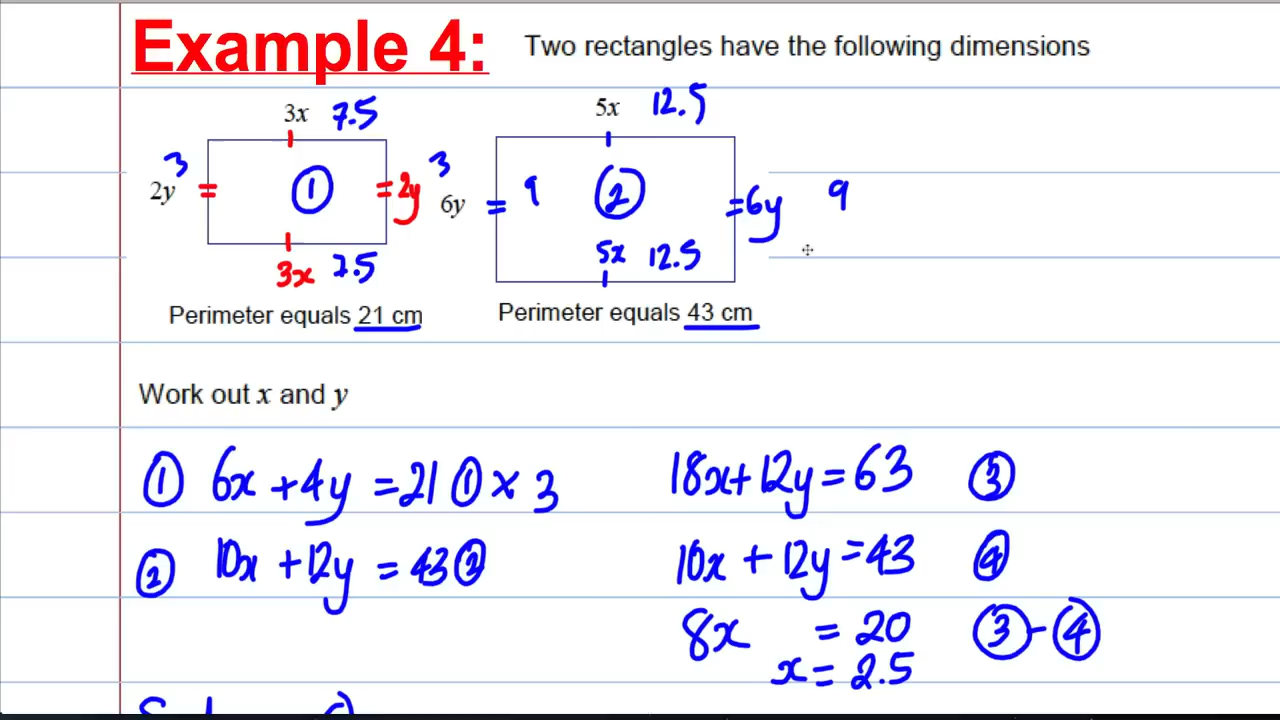 Example 4: Two rectangles have the following dimensions
3x 7.5 5x 12.5
3 3
2y = 1 = 2y 6y = 9 2 = 6y 9
3x 7.5 5x 12.5
Perimeter equals 21 cm Perimeter equals 43 cm
Work out x and y
① 6x + 4y = 21 ① × 3 18x + 12y = 63 ③
② 10x + 12y = 43 ② 10x + 12y = 43 ④
8x = 20 ③ - ④
x = 2.5